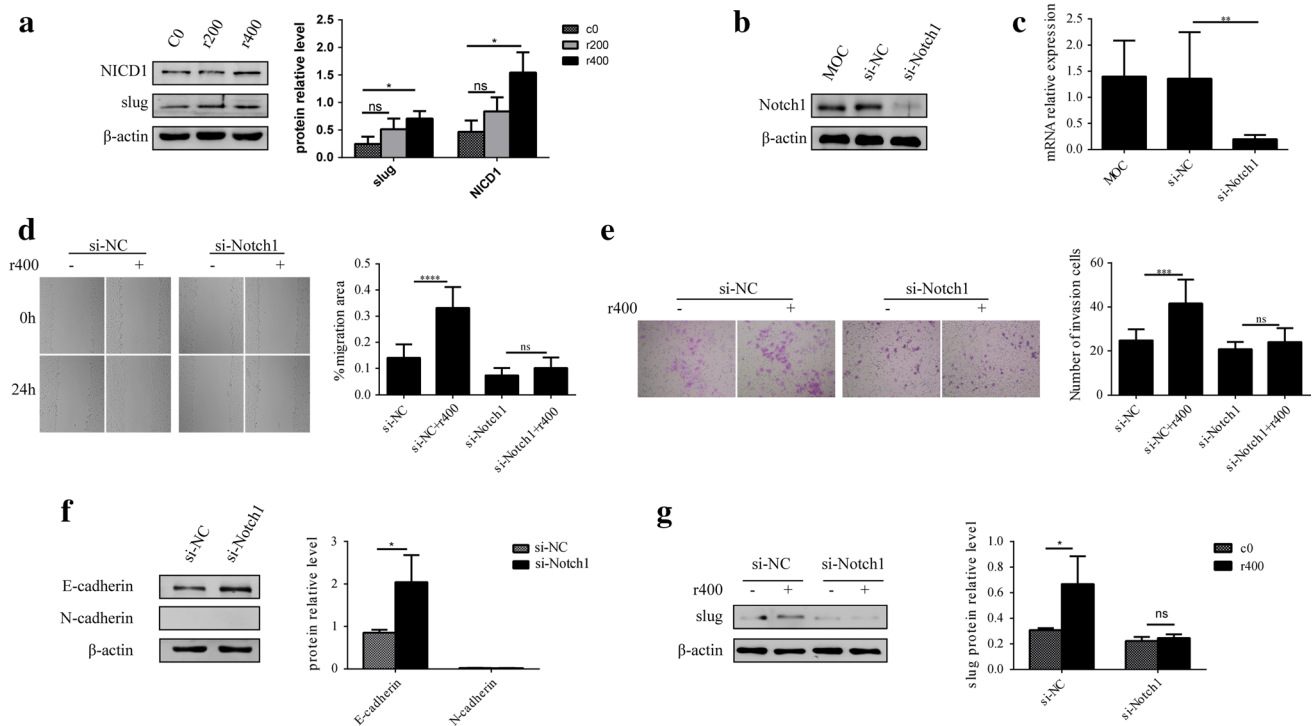 a
C0 r200 r400
NICD1
slug
β-actin
protein relative level
2.5
2.0
1.5
1.0
0.5
0.0
ns
*
ns
*
slug
NICD1
c0
r200
r400
b
MOC si-NC si-Notch1
Notch1
β-actin
c
mRNA relative expression
2.5
2.0
1.5
1.0
0.5
0.0
**
MOC
si-NC
si-Notch1
d
si-NC si-Notch1
r400 - + - +
0h
24h
%migration area
0.5
0.4
0.3
0.2
0.1
0.0
****
ns
si-NC
si-NC+r400
si-Notch1
si-Notch1+r400
e
si-NC si-Notch1
r400 - + - +
Number of invasion cells
60
40
20
0
***
ns
si-NC
si-NC+r400
si-Notch1
si-Notch1+r400
f
si-NC si-Notch1
E-cadherin
N-cadherin
β-actin
protein relative level
4
3
2
1
0
*
E-cadherin
N-cadherin
si-NC
si-Notch1
g
si-NC si-Notch1
r400 - + - +
slug
β-actin
slug protein relative level
1.0
0.8
0.6
0.4
0.2
0.0
*
ns
si-NC
si-Notch1
c0
r400